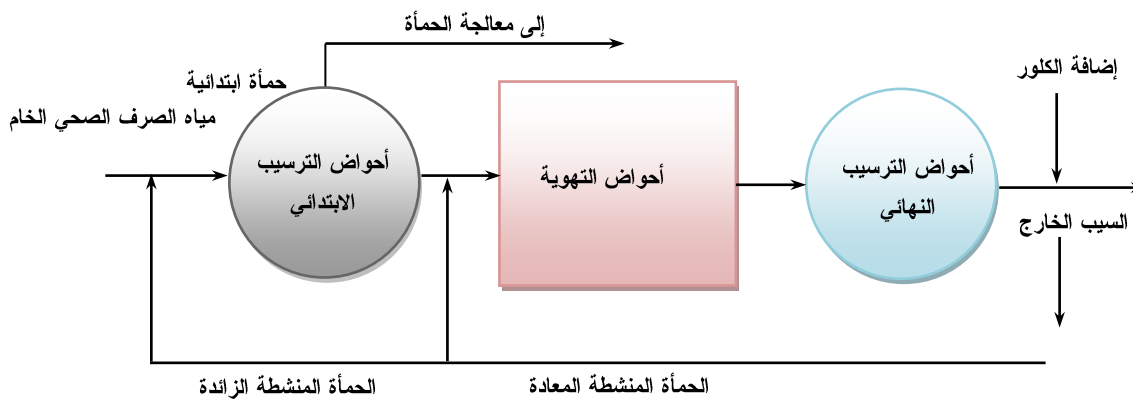 إلى معالجة الحمأة
إضافة الكلور
حمأة ابتدائية
مياه الصرف الصحي الخام
أحواض الترسيب
الابتدائي
أحواض التهوية
أحواض الترسيب
النهائي
السيب الخارج
الحمأة المنشطة المعادة
الحمأة المنشطة الزائدة